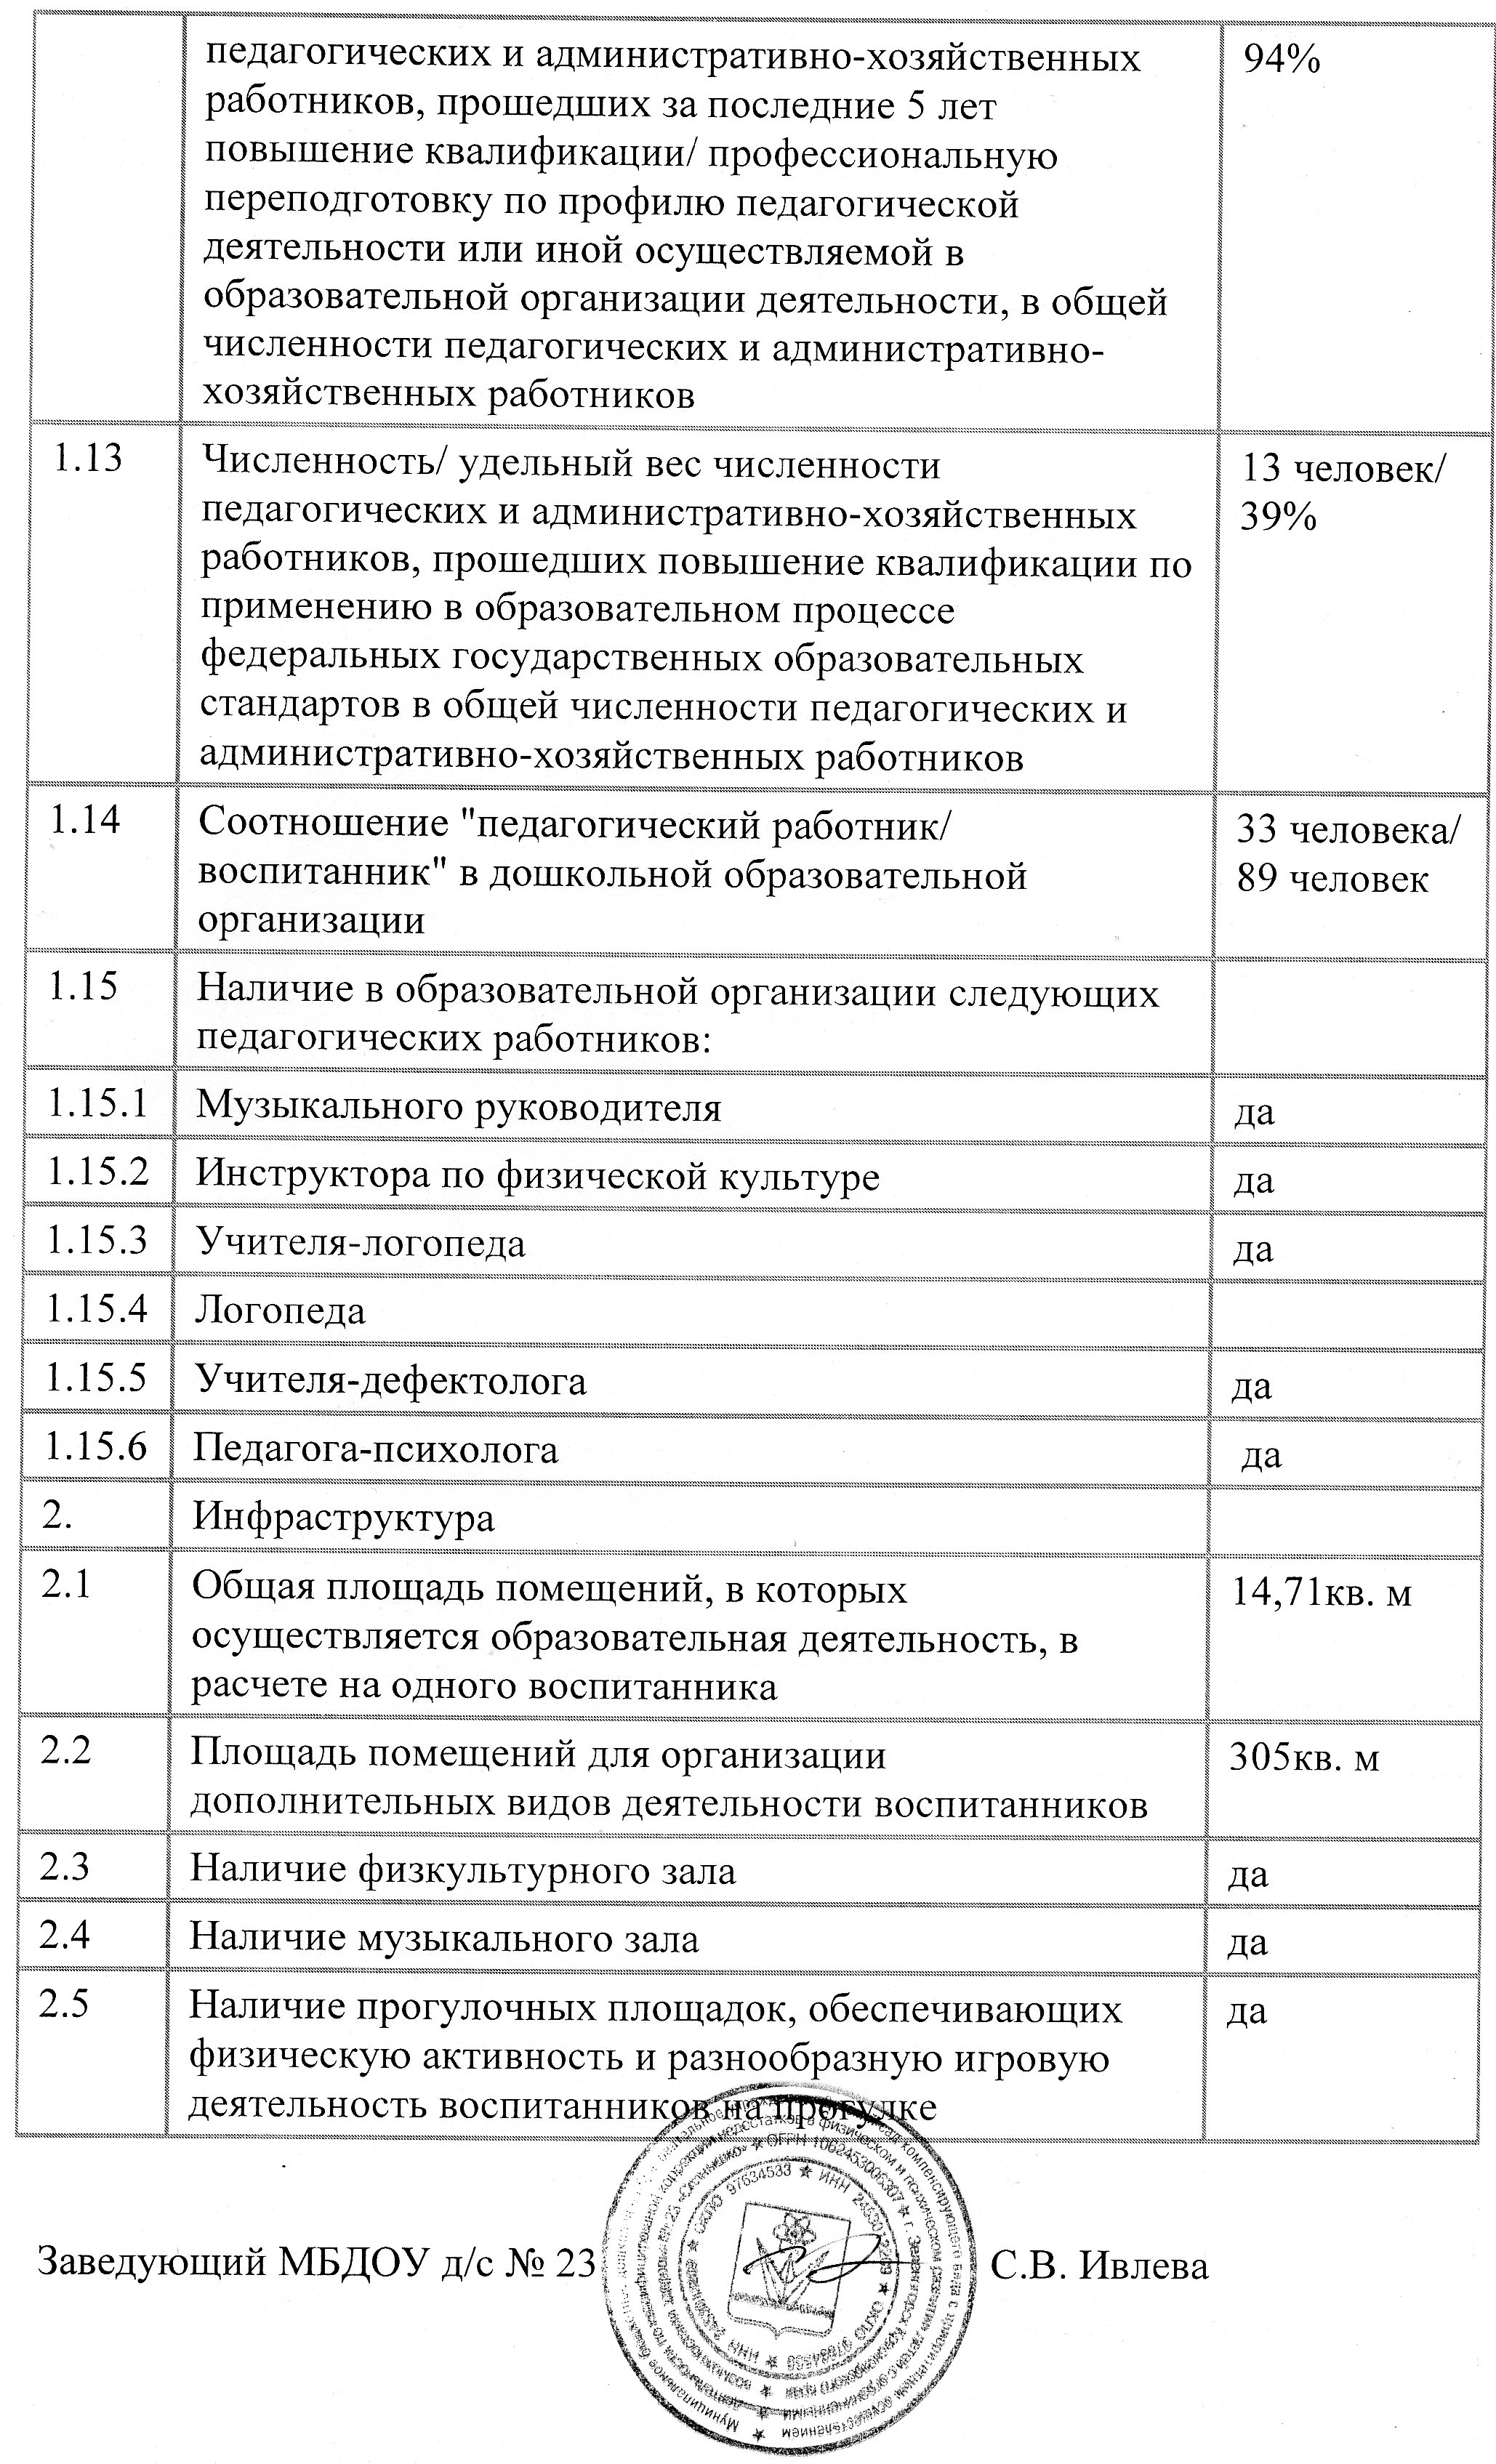 педагогических и административно-хозяйственных 94%
работников, прошедших за последние 5 лет
повышение квалификации/ профессиональную
переподготовку по профилю педагогической
деятельности или иной осуществляемой в
образовательной организации деятельности, в общей
численности педагогических и административно-
хозяйственных работников
1.13 Численность/ удельный вес численности 13 человек/
педагогических и административно-хозяйственных 39%
работников, прошедших повышение квалификации по
применению в образовательном процессе
федеральных государственных образовательных
стандартов в общей численности педагогических и
административно-хозяйственных работников
1.14 Соотношение "педагогический работник/ 33 человека/
воспитанник" в дошкольной образовательной 89 человек
организации
1.15 Наличие в образовательной организации следующих
педагогических работников:
1.15.1 Музыкального руководителя да
1.15.2 Инструктора по физической культуре да
1.15.3 Учителя-логопеда да
1.15.4 Логопеда
1.15.5 Учителя-дефектолога да
1.15.6 Педагога-психолога да
2. Инфраструктура
2.1 Общая площадь помещений, в которых 14,71кв. м
осуществляется образовательная деятельность, в
расчете на одного воспитанника
2.2 Площадь помещений для организации 305кв. м
дополнительных видов деятельности воспитанников
2.3 Наличие физкультурного зала да
2.4 Наличие музыкального зала да
2.5 Наличие прогулочных площадок, обеспечивающих да
физическую активность и разнообразную игровую
деятельность воспитанников на прогулке
Заведующий МБДОУ д/с № 23 С.В. Ивлева